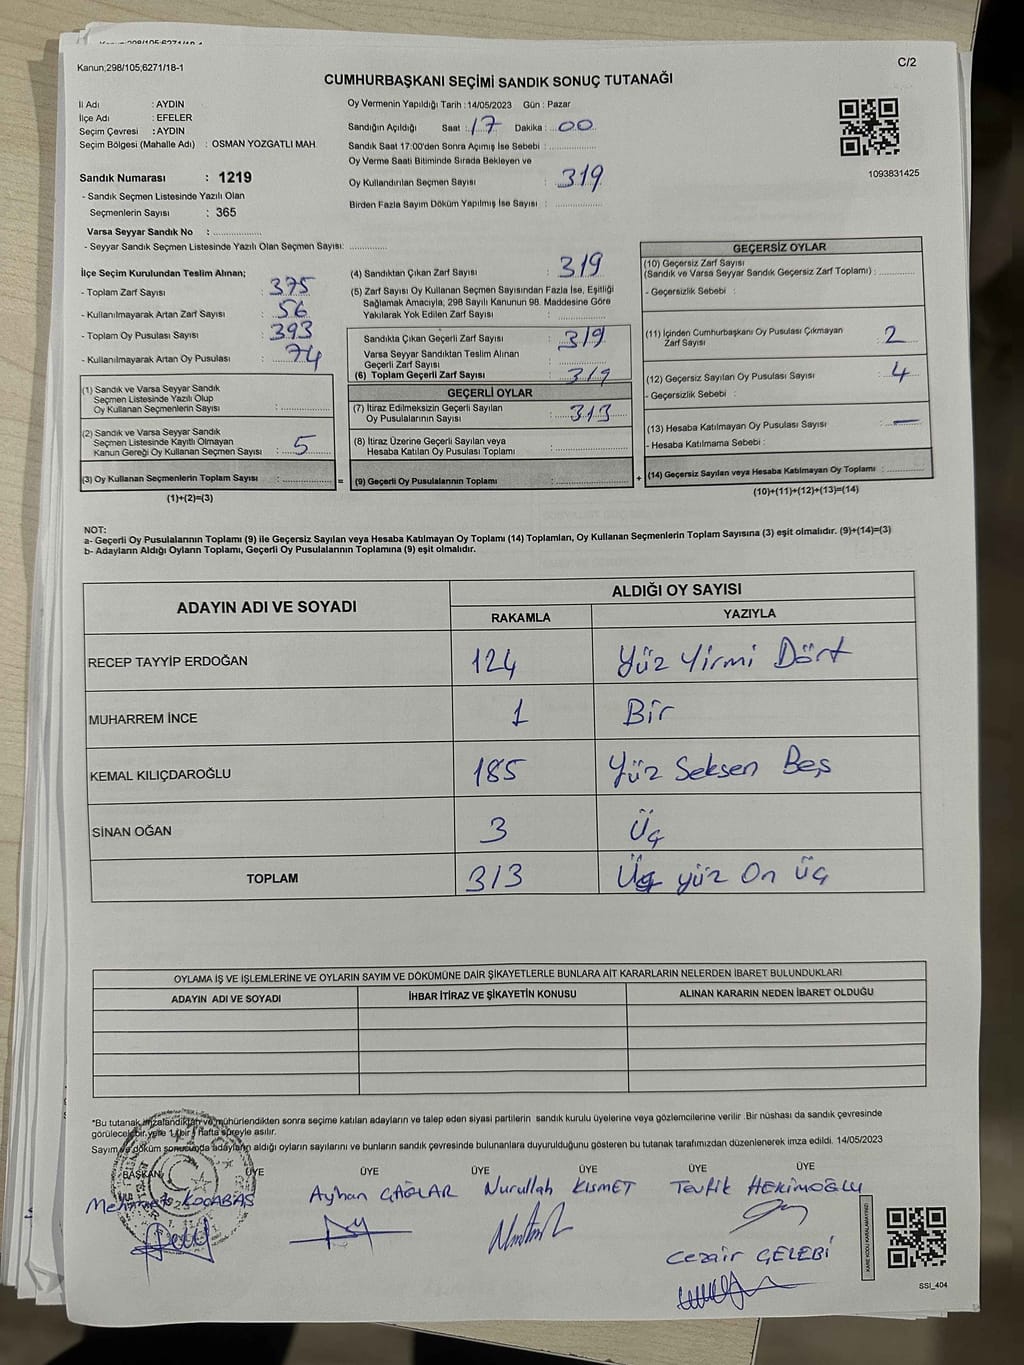 Kanun;298/105;6271/18-1
C/2
CUMHURBAŞKANI SEÇİMİ SANDIK SONUÇ TUTANAĞI
İl Adı : AYDIN
İlçe Adı : EFELER
Seçim Çevresi : AYDIN
Seçim Bölgesi (Mahalle Adı) : OSMAN YOZGATLI MAH.
Sandık Numarası : 1219
- Sandık Seçmen Listesinde Yazılı Olan
Seçmenlerin Sayısı : 365
Varsa Seyyar Sandık No : ..................
- Seyyar Sandık Seçmen Listesinde Yazılı Olan Seçmen Sayısı: .............
Oy Vermenin Yapıldığı Tarih : 14/05/2023 Gün : Pazar
Sandığın Açıldığı Saat : 17 Dakika : 00
Sandık Saat 17:00'den Sonra Açımış İse Sebebi : ................
Oy Verme Saati Bitiminde Sırada Bekleyen ve
Oy Kullandırılan Seçmen Sayısı : 319
Birden Fazla Sayım Döküm Yapılmış İse Sayısı : ................
1093831425
İlçe Seçim Kurulundan Teslim Alınan;
- Toplam Zarf Sayısı : 375
- Kullanılmayarak Artan Zarf Sayısı : 56
- Toplam Oy Pusulası Sayısı : 393
- Kullanılmayarak Artan Oy Pusulası : 74
(1) Sandık ve Varsa Seyyar Sandık
Seçmen Listesinde Yazılı Olup
Oy Kullanan Seçmenlerin Sayısı : ................
(2) Sandık ve Varsa Seyyar Sandık
Seçmen Listesinde Kayıtlı Olmayan
Kanun Gereği Oy Kullanan Seçmen Sayısı : 5
(3) Oy Kullanan Seçmenlerin Toplam Sayısı : ................
(1)+(2)=(3)
(4) Sandıktan Çıkan Zarf Sayısı : 319
(5) Zarf Sayısı Oy Kullanan Seçmen Sayısından Fazla İse, Eşitliği
Sağlamak Amacıyla, 298 Sayılı Kanunun 98. Maddesine Göre
Yakılarak Yok Edilen Zarf Sayısı : ................
Sandıkta Çıkan Geçerli Zarf Sayısı : 319
Varsa Seyyar Sandıktan Teslim Alınan
Geçerli Zarf Sayısı : ................
(6) Toplam Geçerli Zarf Sayısı : 319
GEÇERLİ OYLAR
(7) İtiraz Edilmeksizin Geçerli Sayılan
Oy Pusulalarının Sayısı : 313
(8) İtiraz Üzerine Geçerli Sayılan veya
Hesaba Katılan Oy Pusulası Toplamı : ................
= (9) Geçerli Oy Pusulalarının Toplamı : ................
GEÇERSİZ OYLAR
(10) Geçersiz Zarf Sayısı
(Sandık ve Varsa Seyyar Sandık Geçersiz Zarf Toplamı) : ............
- Geçersizlik Sebebi :
(11) İçinden Cumhurbaşkanı Oy Pusulası Çıkmayan
Zarf Sayısı : 2
(12) Geçersiz Sayılan Oy Pusulası Sayısı : 4
- Geçersizlik Sebebi :
(13) Hesaba Katılmayan Oy Pusulası Sayısı : —
- Hesaba Katılmama Sebebi :
+ (14) Geçersiz Sayılan veya Hesaba Katılmayan Oy Toplamı : ............
(10)+(11)+(12)+(13)=(14)
NOT:
a- Geçerli Oy Pusulalarının Toplamı (9) ile Geçersiz Sayılan veya Hesaba Katılmayan Oy Toplamı (14) Toplamları, Oy Kullanan Seçmenlerin Toplam Sayısına (3) eşit olmalıdır. (9)+(14)=(3)
b- Adayların Aldığı Oyların Toplamı, Geçerli Oy Pusulalarının Toplamına (9) eşit olmalıdır.
ADAYIN ADI VE SOYADI
ALDIĞI OY SAYISI
RAKAMLA YAZIYLA
RECEP TAYYİP ERDOĞAN 124 Yüz Yirmi Dört
MUHARREM İNCE 1 Bir
KEMAL KILIÇDAROĞLU 185 Yüz Seksen Beş
SİNAN OĞAN 3 Üç
TOPLAM 313 Üç yüz On üç
OYLAMA İŞ VE İŞLEMLERİNE VE OYLARIN SAYIM VE DÖKÜMÜNE DAİR ŞİKAYETLERLE BUNLARA AİT KARARLARIN NELERDEN İBARET BULUNDUKLARI
ADAYIN ADI VE SOYADI İHBAR İTİRAZ VE ŞİKAYETİN KONUSU ALINAN KARARIN NEDEN İBARET OLDUĞU
*Bu tutanak imzalandıktan ve mühürlendikten sonra seçime katılan adayların ve talep eden siyasi partilerin sandık kurulu üyelerine veya gözlemcilerine verilir. Bir nüshası da sandık çevresinde
görülecek bir yere 1 (bir) hafta süreyle asılır.
Sayım ve döküm sonucunda adayların aldığı oyların sayılarını ve bunların sandık çevresinde bulunanlara duyurulduğunu gösteren bu tutanak tarafımızdan düzenlenerek imza edildi. 14/05/2023
BAŞKAN ÜYE ÜYE ÜYE ÜYE ÜYE ÜYE
KOCABAŞ Ayhan ÇAĞLAR Nurullah KISMET Tevfik HEKİMOĞLU
Cezair ÇELEBİ
KARE KODU KARALAMAYINIZ!
SSI_404